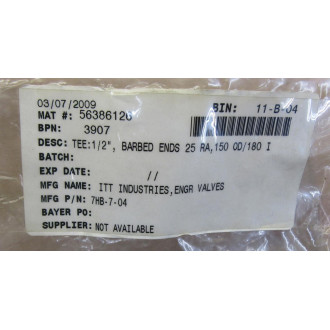 03/07/2009 BIN: 11-B-04
MAT #: 56386126
BPN: 3907
DESC: TEE:1/2", BARBED ENDS 25 RA,150 OD/180 I
BATCH:
EXP DATE: //
MFG NAME: ITT INDUSTRIES,ENGR VALVES
MFG P/N: 7HB-7-04
BAYER PO:
SUPPLIER: NOT AVAILABLE